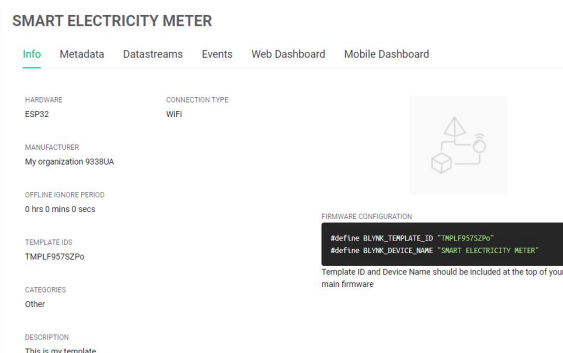 SMART ELECTRICITY METER
Info Metadata Datastreams Events Web Dashboard Mobile Dashboard
HARDWARE
ESP32
CONNECTION TYPE
WiFi
MANUFACTURER
My organization 9338UA
OFFLINE IGNORE PERIOD
0 hrs 0 mins 0 secs
TEMPLATE IDS
TMPLF957SZPo
CATEGORIES
Other
DESCRIPTION
This is my template
FIRMWARE CONFIGURATION
#define BLYNK_TEMPLATE_ID "TMPLF957SZPo"
#define BLYNK_DEVICE_NAME "SMART ELECTRICITY METER"
Template ID and Device Name should be included at the top of your
main firmware